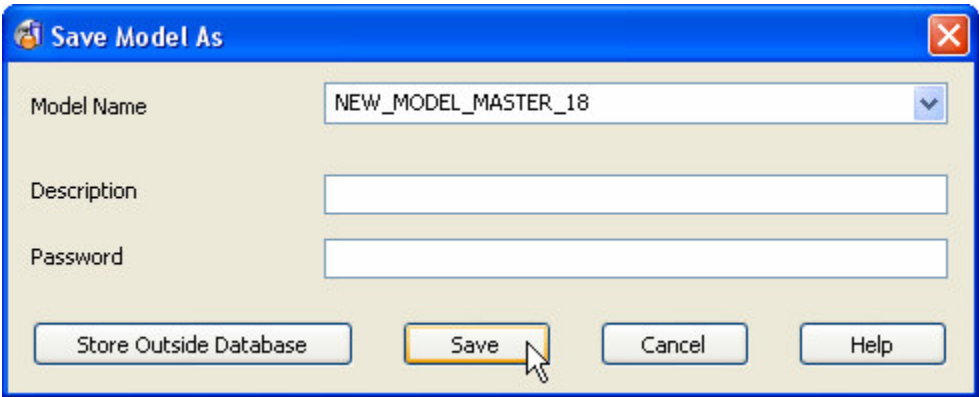 Save Model As
Model Name NEW_MODEL_MASTER_18
Description
Password
Store Outside Database Save Cancel Help